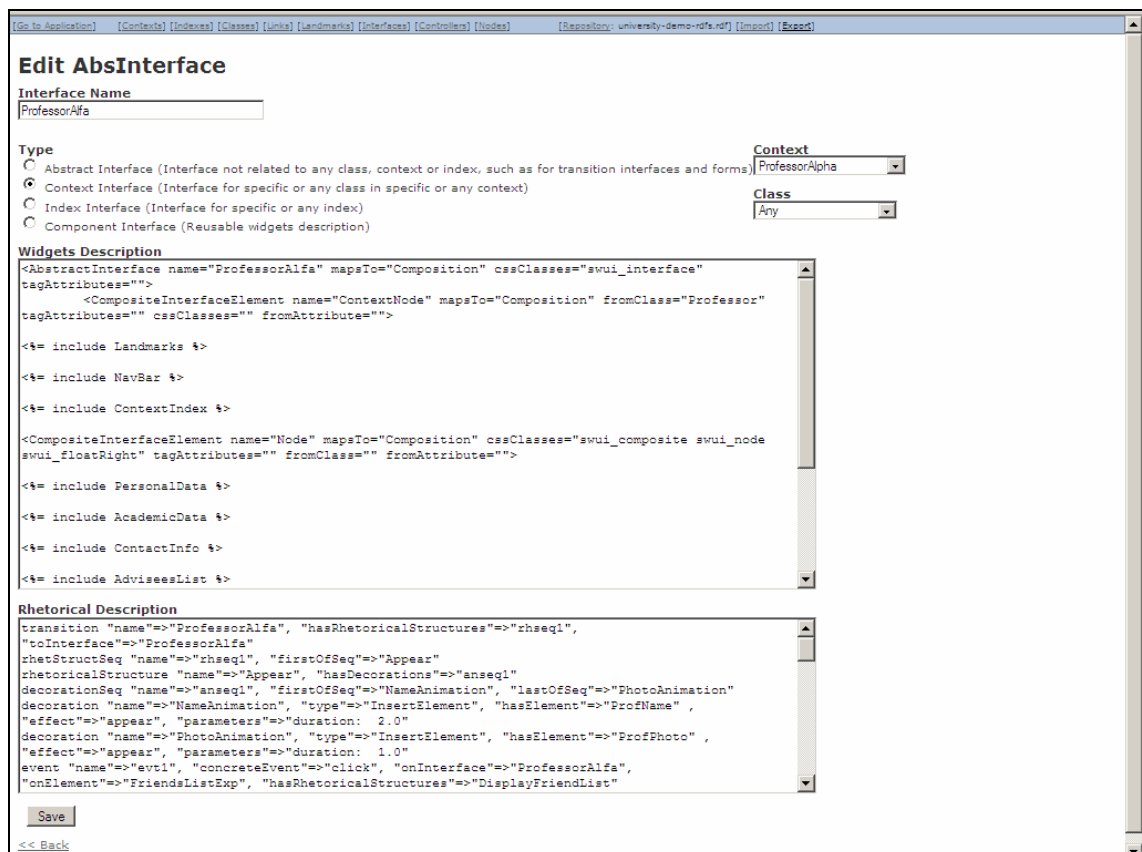 [Go to Application] [Contexts] [Indexes] [Classes] [Links] [Landmarks] [Interfaces] [Controllers] [Nodes] [Repository: university-demo-rdfs.rdf] [Import] [Export]
Edit AbsInterface
Interface Name
ProfessorAlfa
Type
Context
Abstract Interface (Interface not related to any class, context or index, such as for transition interfaces and forms)
ProfessorAlpha
Context Interface (Interface for specific or any class in specific or any context)
Class
Index Interface (Interface for specific or any index)
Any
Component Interface (Reusable widgets description)
Widgets Description
<AbstractInterface name="ProfessorAlfa" mapsTo="Composition" cssClasses="swui_interface"
tagAttributes="">
<CompositeInterfaceElement name="ContextNode" mapsTo="Composition" fromClass="Professor"
tagAttributes="" cssClasses="" fromAttribute="">
<%= include Landmarks %>
<%= include NavBar %>
<%= include ContextIndex %>
<CompositeInterfaceElement name="Node" mapsTo="Composition" cssClasses="swui_composite swui_node
swui_floatRight" tagAttributes="" fromClass="" fromAttribute="">
<%= include PersonalData %>
<%= include AcademicData %>
<%= include ContactInfo %>
<%= include AdviseesList %>
Rhetorical Description
transition "name"=>"ProfessorAlfa", "hasRhetoricalStructures"=>"rhseq1",
"toInterface"=>"ProfessorAlfa"
rhetStructSeq "name"=>"rhseq1", "firstOfSeq"=>"Appear"
rhetoricalStructure "name"=>"Appear", "hasDecorations"=>"anseq1"
decorationSeq "name"=>"anseq1", "firstOfSeq"=>"NameAnimation", "lastOfSeq"=>"PhotoAnimation"
decoration "name"=>"NameAnimation", "type"=>"InsertElement", "hasElement"=>"ProfName" ,
"effect"=>"appear", "parameters"=>"duration: 2.0"
decoration "name"=>"PhotoAnimation", "type"=>"InsertElement", "hasElement"=>"ProfPhoto" ,
"effect"=>"appear", "parameters"=>"duration: 1.0"
event "name"=>"evt1", "concreteEvent"=>"click", "onInterface"=>"ProfessorAlfa",
"onElement"=>"FriendsListExp", "hasRhetoricalStructures"=>"DisplayFriendList"
Save
<< Back